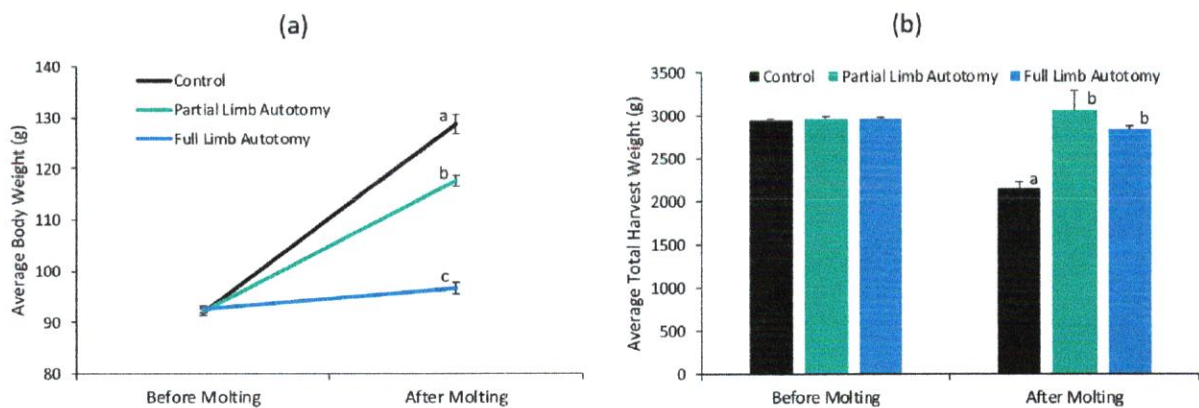 (a)
Average Body Weight (g)
140
130
120
110
100
90
80
Control
Partial Limb Autotomy
Full Limb Autotomy
a
b
c
Before Molting After Molting
(b)
Average Total Harvest Weight (g)
3500
3000
2500
2000
1500
1000
500
0
Control Partial Limb Autotomy Full Limb Autotomy
a
b
b
Before Molting After Molting